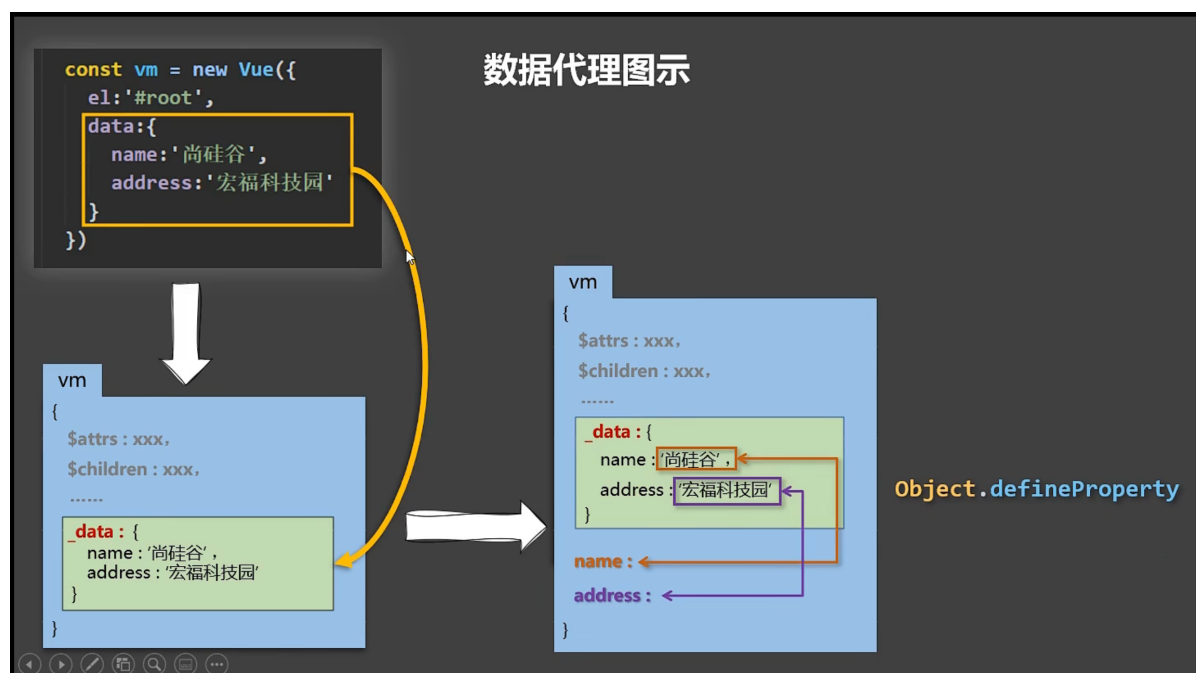 数据代理图示
const vm = new Vue({
el:'#root',
data:{
name:'尚硅谷',
address:'宏福科技园'
}
})
vm
{
$attrs : xxx,
$children : xxx,
......
_data : {
name : '尚硅谷' ,
address : '宏福科技园'
}
}
vm
{
$attrs : xxx,
$children : xxx,
......
_data : {
name : '尚硅谷' ,
address : '宏福科技园'
}
name :
address :
}
Object.defineProperty